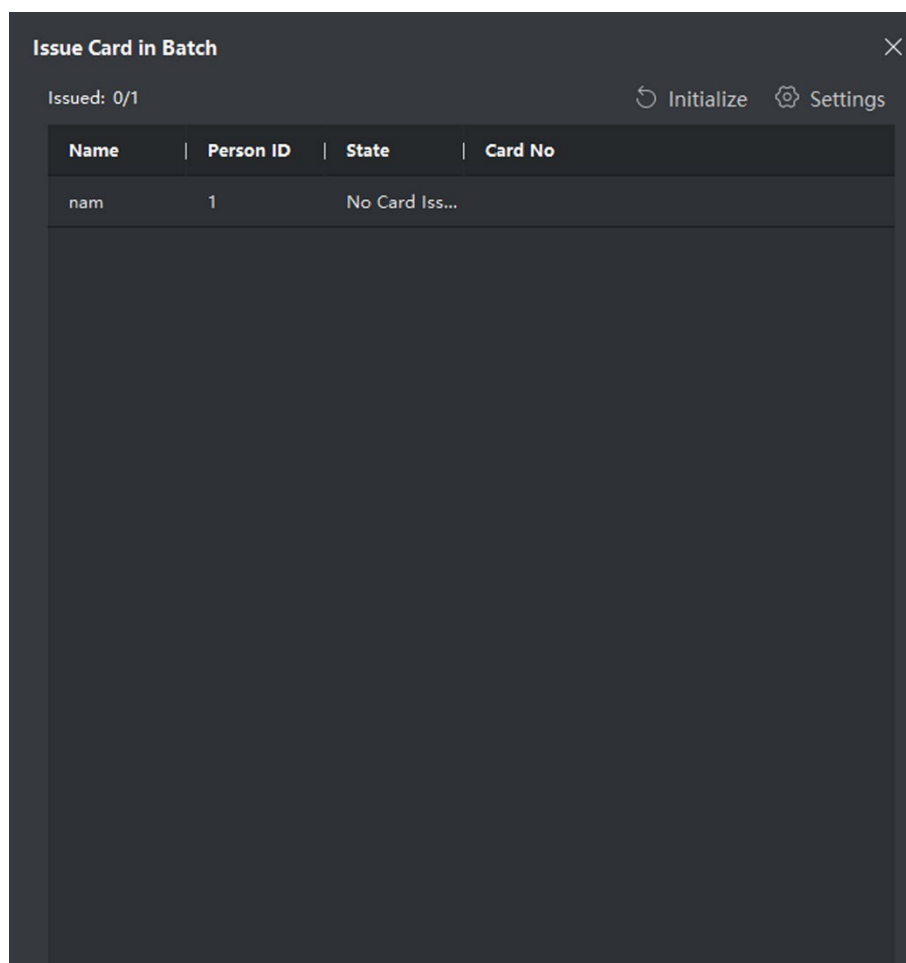 Issue Card in Batch
Issued: 0/1 Initialize Settings
Name | Person ID | State | Card No
nam 1 No Card Iss...